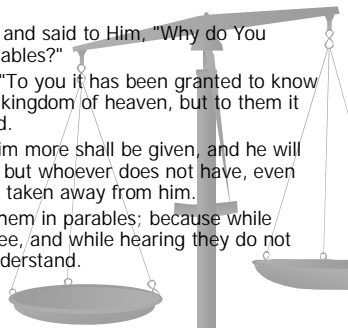 and said to Him, "Why do You
ables?"
"To you it has been granted to know
kingdom of heaven, but to them it
d.
im more shall be given, and he will
but whoever does not have, even
taken away from him.
hem in parables; because while
ee, and while hearing they do not
derstand.